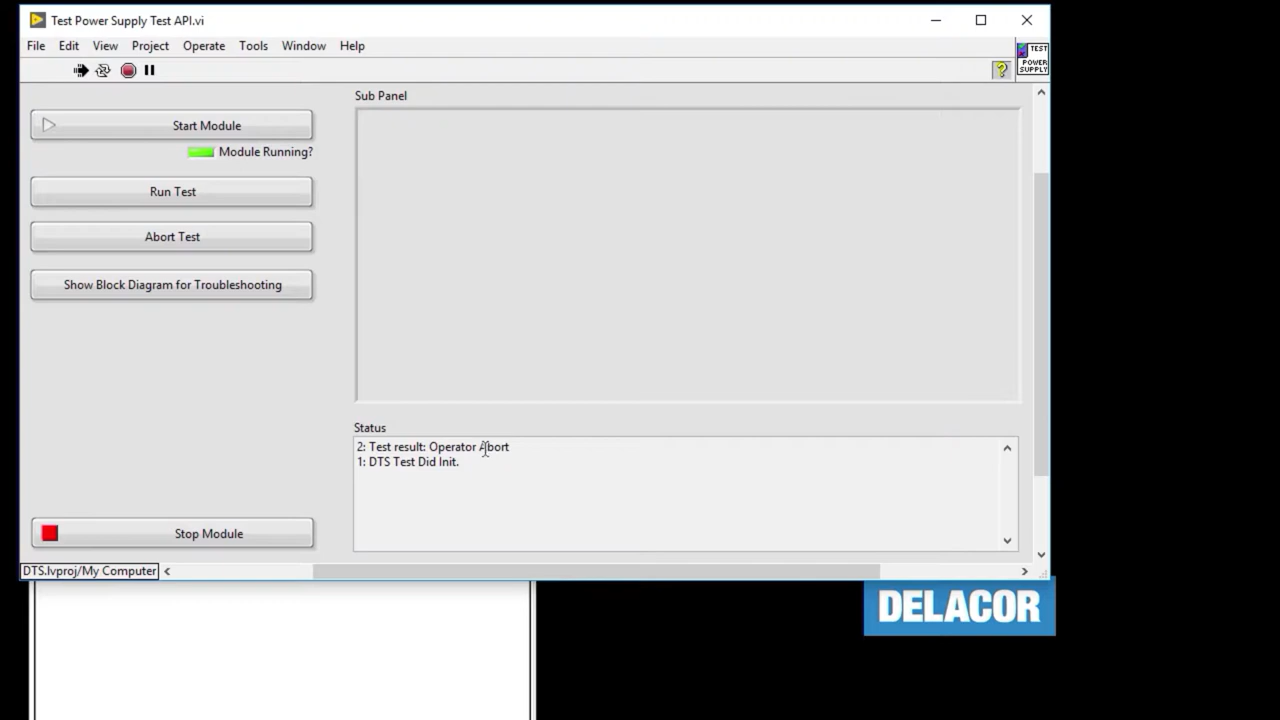 Test Power Supply Test API.vi
File Edit View Project Operate Tools Window Help
TEST
POWER
SUPPLY
Sub Panel
Start Module
Module Running?
Run Test
Abort Test
Show Block Diagram for Troubleshooting
Status
2: Test result: Operator Abort
1: DTS Test Did Init.
Stop Module
DTS.lvproj/My Computer
DELACOR